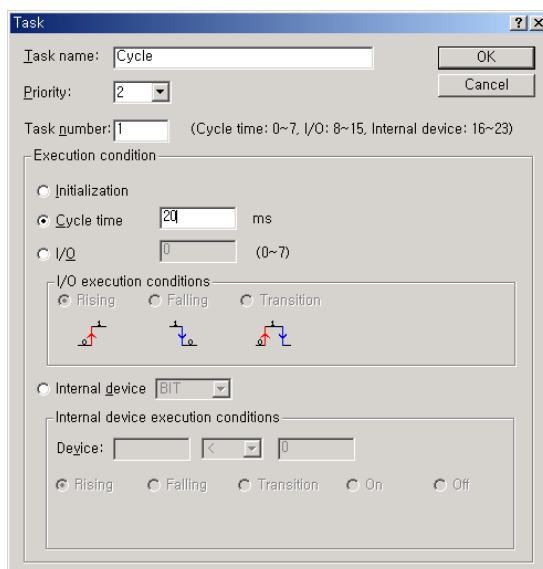 Task
Task name: Cycle
OK
Priority: 2
Cancel
Task number: 1 (Cycle time: 0~7, I/O: 8~15, Internal device: 16~23)
Execution condition
Initialization
Cycle time 20 ms
I/O 0 (0~7)
I/O execution conditions
Rising Falling Transition
Internal device BIT
Internal device execution conditions
Device: < 0
Rising Falling Transition On Off